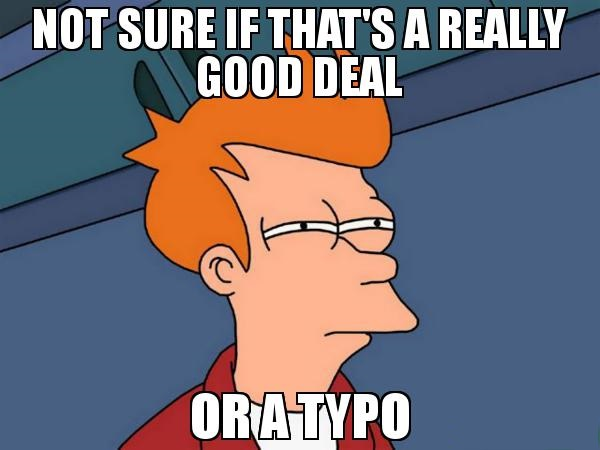 NOT SURE IF THAT'S A REALLY
GOOD DEAL
OR A TYPO